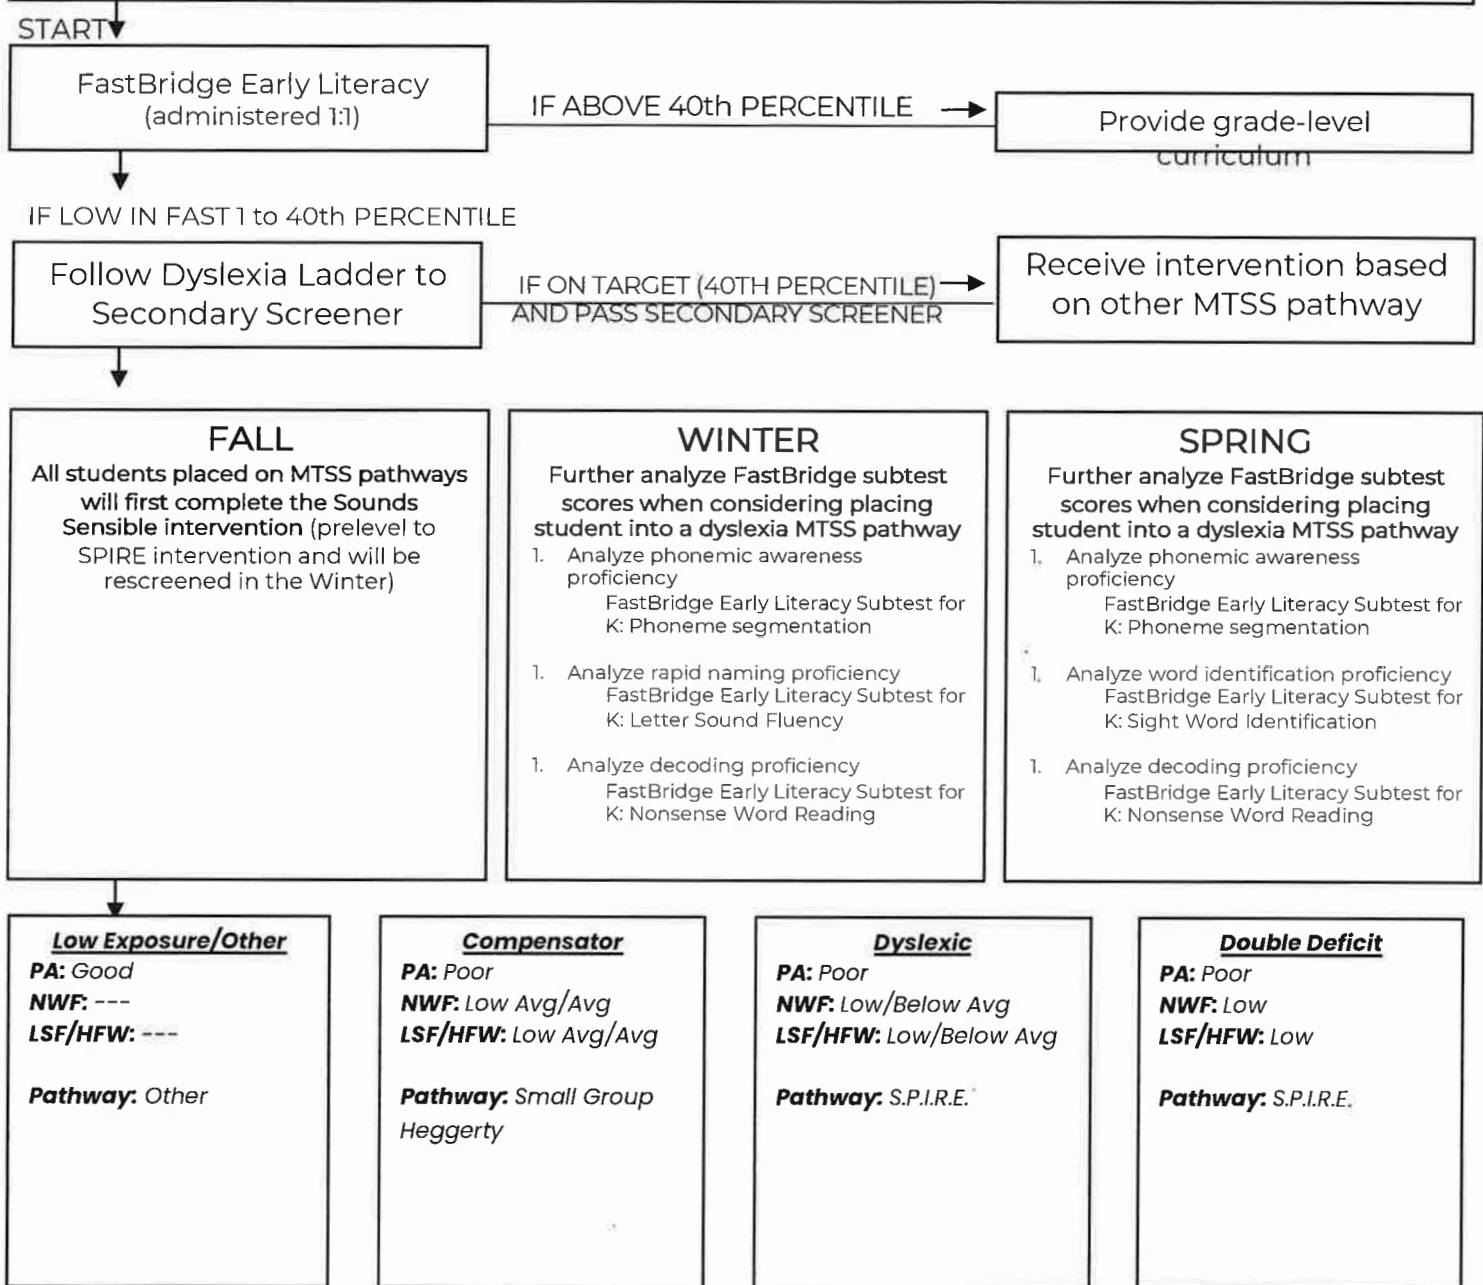 START
FastBridge Early Literacy
(administered 1:1)
IF ABOVE 40th PERCENTILE
Provide grade-level
curriculum
IF LOW IN FAST 1 to 40th PERCENTILE
Follow Dyslexia Ladder to
Secondary Screener
IF ON TARGET (40TH PERCENTILE)
AND PASS SECONDARY SCREENER
Receive intervention based
on other MTSS pathway
FALL
All students placed on MTSS pathways
will first complete the Sounds
Sensible intervention (prelevel to
SPIRE intervention and will be
rescreened in the Winter)
WINTER
Further analyze FastBridge subtest
scores when considering placing
student into a dyslexia MTSS pathway
1. Analyze phonemic awareness
proficiency
FastBridge Early Literacy Subtest for
K: Phoneme segmentation
1. Analyze rapid naming proficiency
FastBridge Early Literacy Subtest for
K: Letter Sound Fluency
1. Analyze decoding proficiency
FastBridge Early Literacy Subtest for
K: Nonsense Word Reading
SPRING
Further analyze FastBridge subtest
scores when considering placing
student into a dyslexia MTSS pathway
1. Analyze phonemic awareness
proficiency
FastBridge Early Literacy Subtest for
K: Phoneme segmentation
1. Analyze word identification proficiency
FastBridge Early Literacy Subtest for
K: Sight Word Identification
1. Analyze decoding proficiency
FastBridge Early Literacy Subtest for
K: Nonsense Word Reading
Low Exposure/Other
PA: Good
NWF: ---
LSF/HFW: ---
Pathway: Other
Compensator
PA: Poor
NWF: Low Avg/Avg
LSF/HFW: Low Avg/Avg
Pathway: Small Group
Heggerty
Dyslexic
PA: Poor
NWF: Low/Below Avg
LSF/HFW: Low/Below Avg
Pathway: S.P.I.R.E.
Double Deficit
PA: Poor
NWF: Low
LSF/HFW: Low
Pathway: S.P.I.R.E.